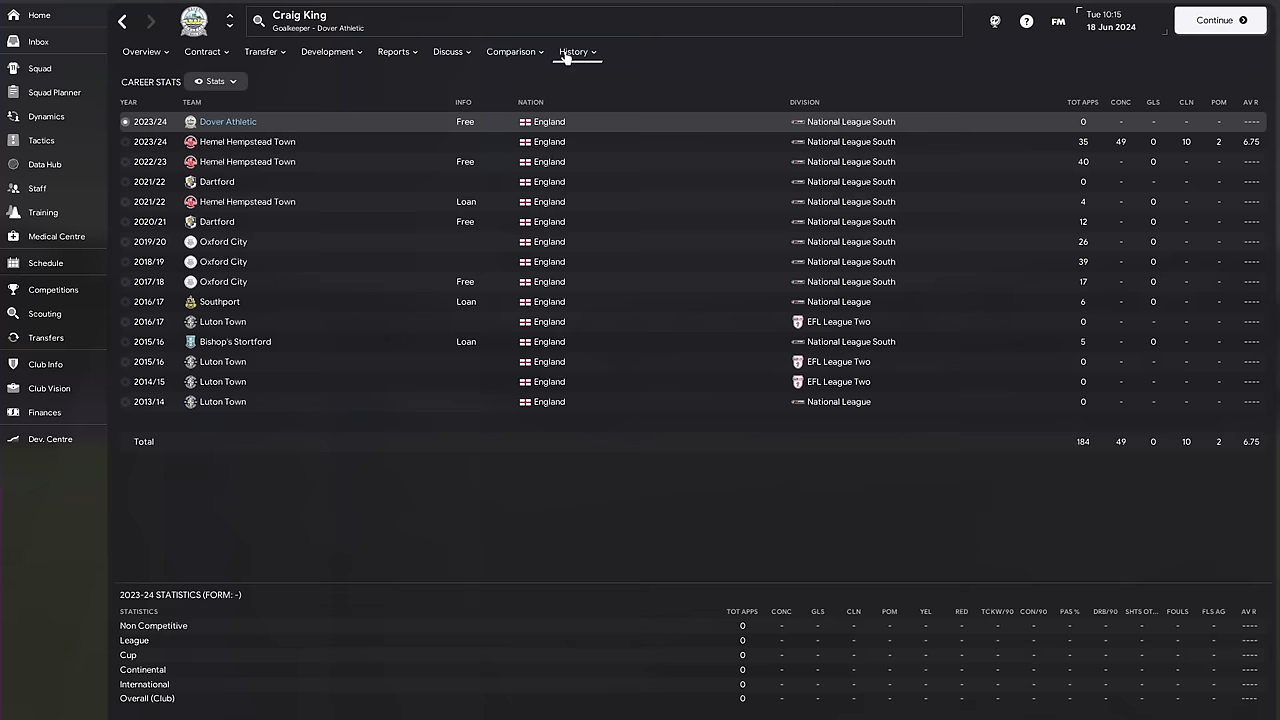 Home
Inbox
Squad
Squad Planner
Dynamics
Tactics
Data Hub
Staff
Training
Medical Centre
Schedule
Competitions
Scouting
Transfers
Club Info
Club Vision
Finances
Dev. Centre
Craig King
Goalkeeper - Dover Athletic
FM
Tue 10:15
18 Jun 2024
Continue
Overview Contract Transfer Development Reports Discuss Comparison History
CAREER STATS Stats
YEAR TEAM INFO NATION DIVISION TOT APPS CONC GLS CLN POM AV R
2023/24 Dover Athletic Free England National League South 0 - - - - ----
2023/24 Hemel Hempstead Town England National League South 35 49 0 10 2 6.75
2022/23 Hemel Hempstead Town Free England National League South 40 - 0 - - ----
2021/22 Dartford England National League South 0 - - - - ----
2021/22 Hemel Hempstead Town Loan England National League South 4 - 0 - - ----
2020/21 Dartford Free England National League South 12 - 0 - - ----
2019/20 Oxford City England National League South 26 - 0 - - ----
2018/19 Oxford City England National League South 39 - 0 - - ----
2017/18 Oxford City Free England National League South 17 - 0 - - ----
2016/17 Southport Loan England National League 6 - 0 - - ----
2016/17 Luton Town England EFL League Two 0 - - - - ----
2015/16 Bishop's Stortford Loan England National League South 5 - 0 - - ----
2015/16 Luton Town England EFL League Two 0 - - - - ----
2014/15 Luton Town England EFL League Two 0 - - - - ----
2013/14 Luton Town England National League 0 - - - - ----
Total 184 49 0 10 2 6.75
2023-24 STATISTICS (FORM: -)
STATISTICS TOT APPS CONC GLS CLN POM YEL RED TCKW/90 CON/90 PAS % DRB/90 SHTS OT... FOULS FLS AG AV R
Non Competitive 0 - - - - - - - - - - - - - ----
League 0 - - - - - - - - - - - - - ----
Cup 0 - - - - - - - - - - - - - ----
Continental 0 - - - - - - - - - - - - - ----
International 0 - - - - - - - - - - - - - ----
Overall (Club) 0 - - - - - - - - - - - - - ----